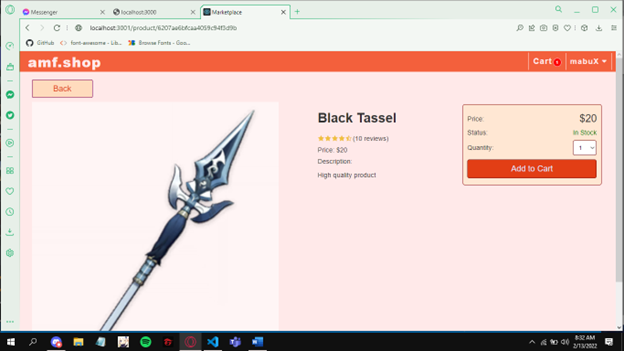 Messenger
localhost:3000
Marketplace
localhost:3001/product/6207ae6bfcaa4059c94f3d9b
GitHub
font-awesome - Lib...
Browse Fonts - Goo...
amf.shop
Cart
mabuX
Back
Black Tassel
(10 reviews)
Price: $20
Description:
High quality product
Price: $20
Status: In Stock
Quantity: 1
Add to Cart
8:32 AM
2/13/2022